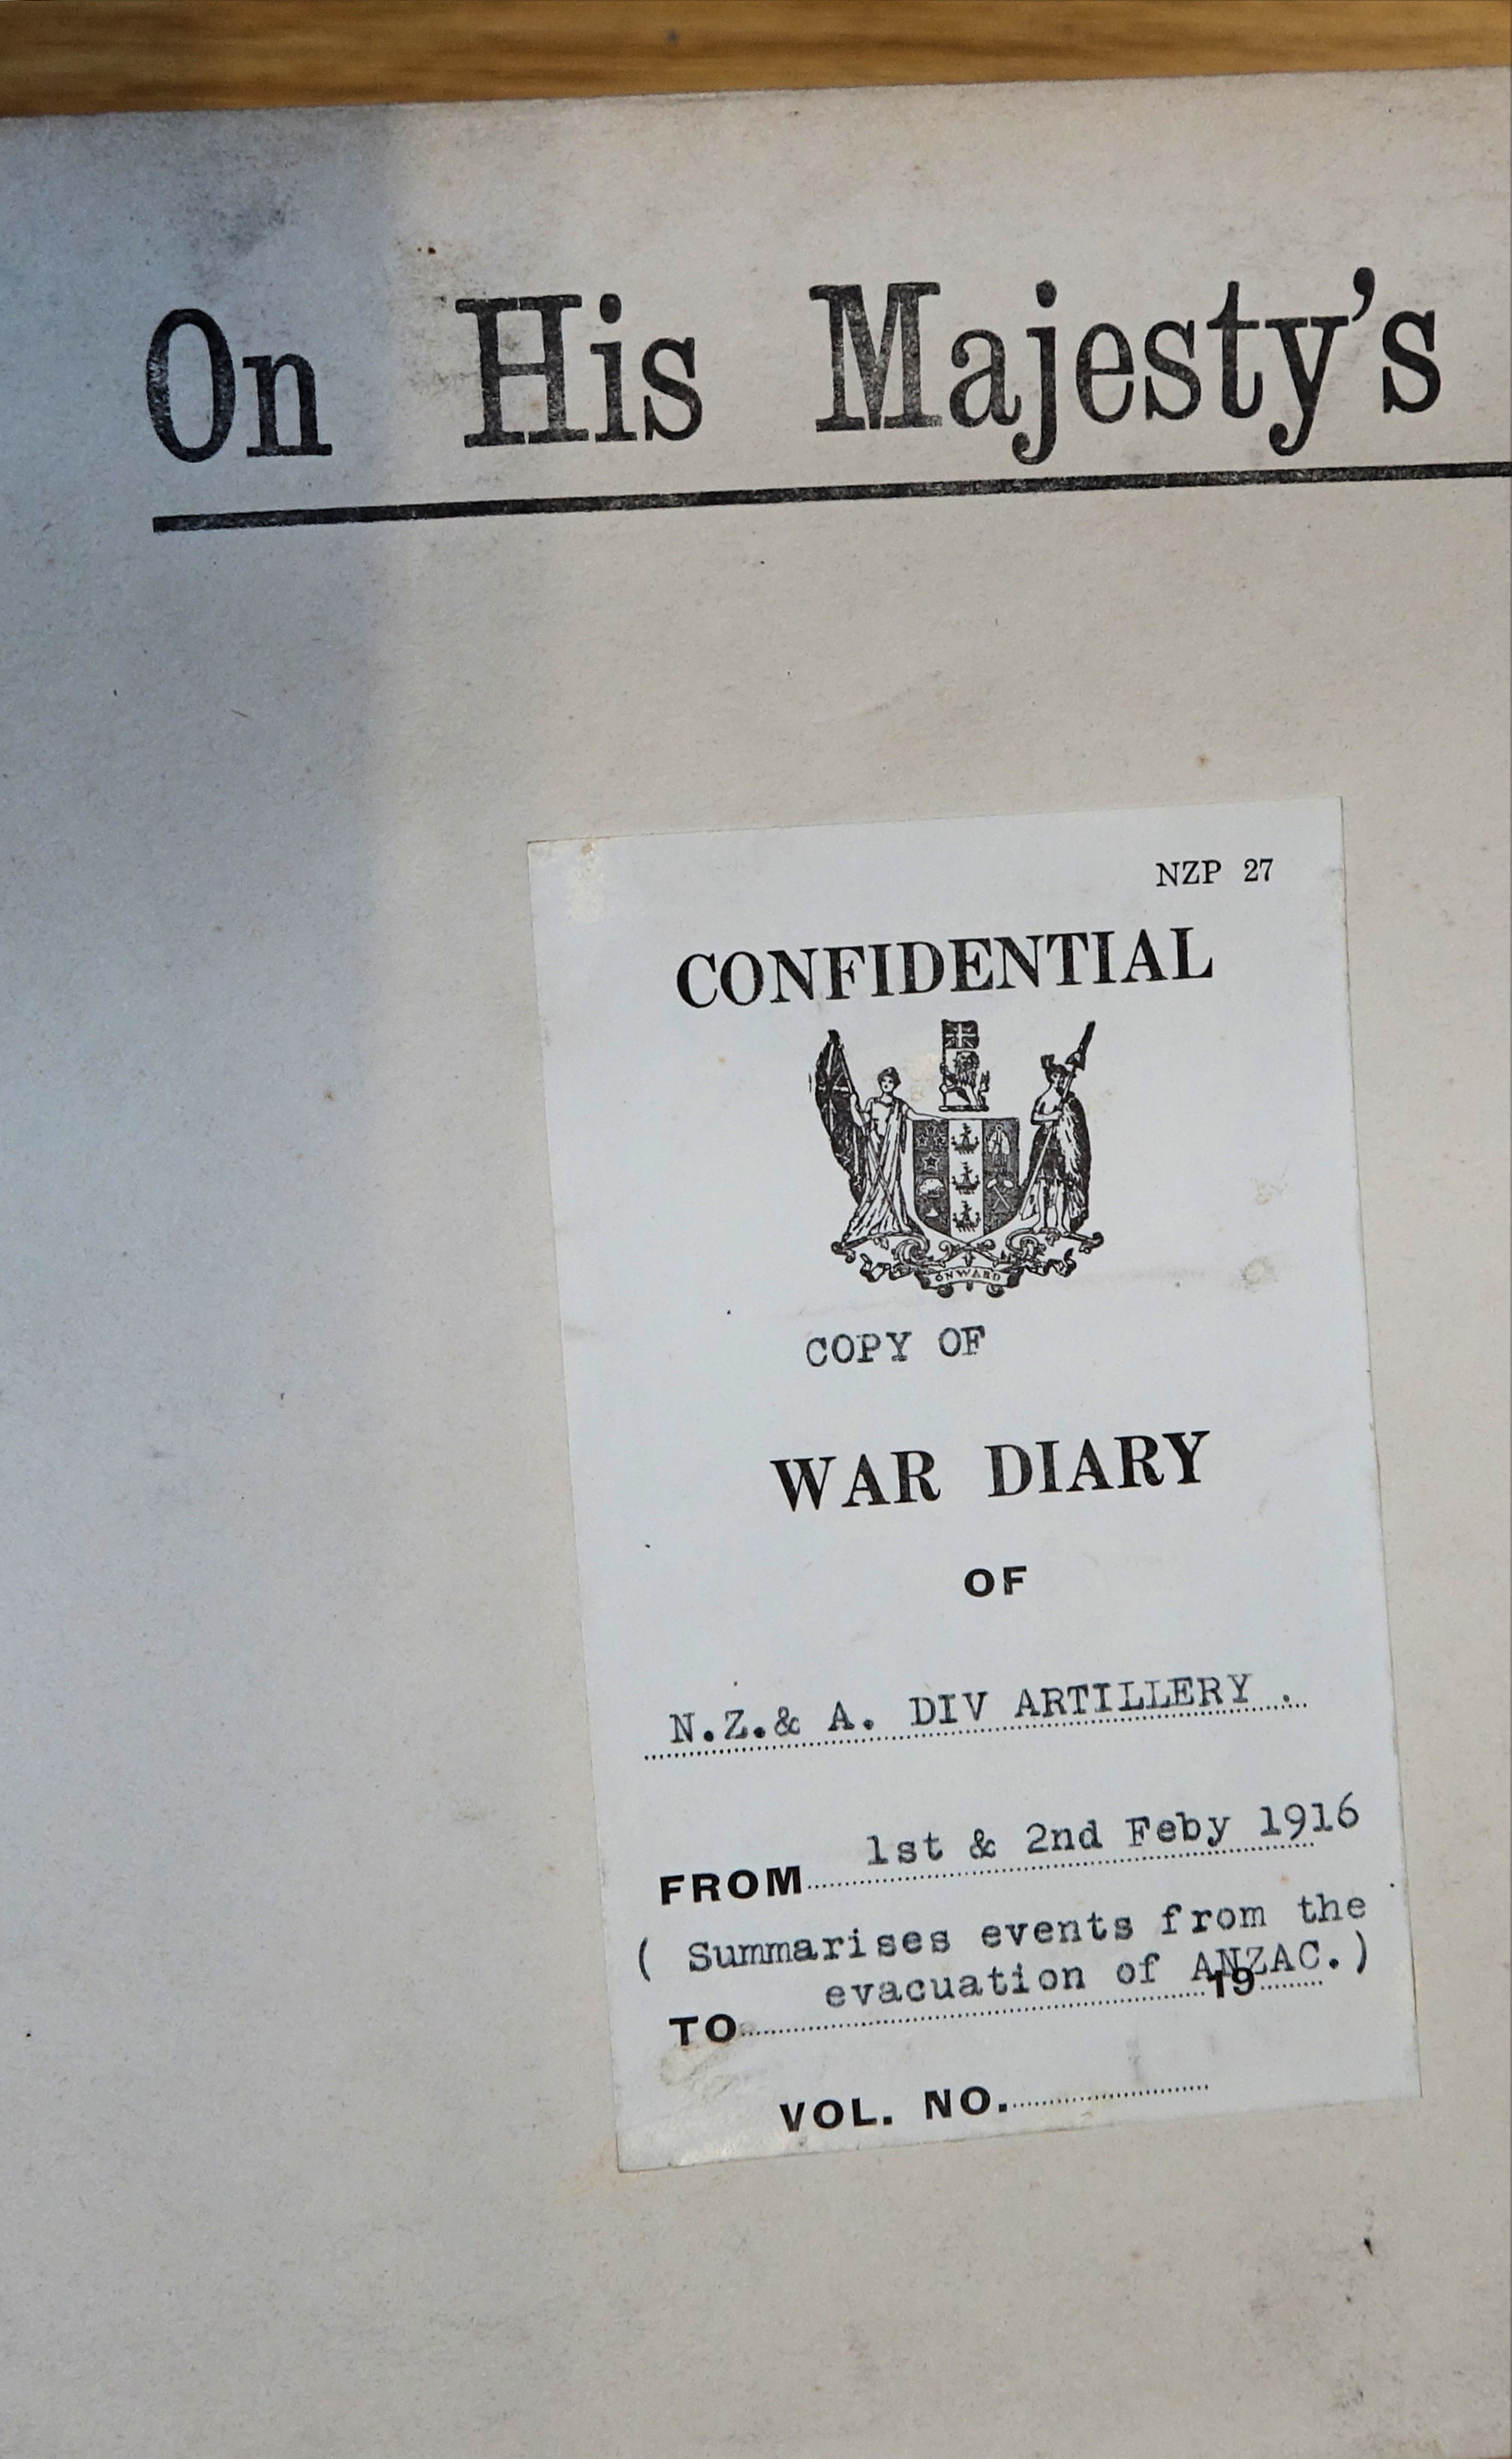 On His Majesty's
NZP 27
CONFIDENTIAL
ONWARD
COPY OF
WAR DIARY
OF
N.Z.& A. DIV ARTILLERY .
FROM 1st & 2nd Feby 1916
( Summarises events from the
evacuation of ANZAC.)
TO 19
VOL. NO.